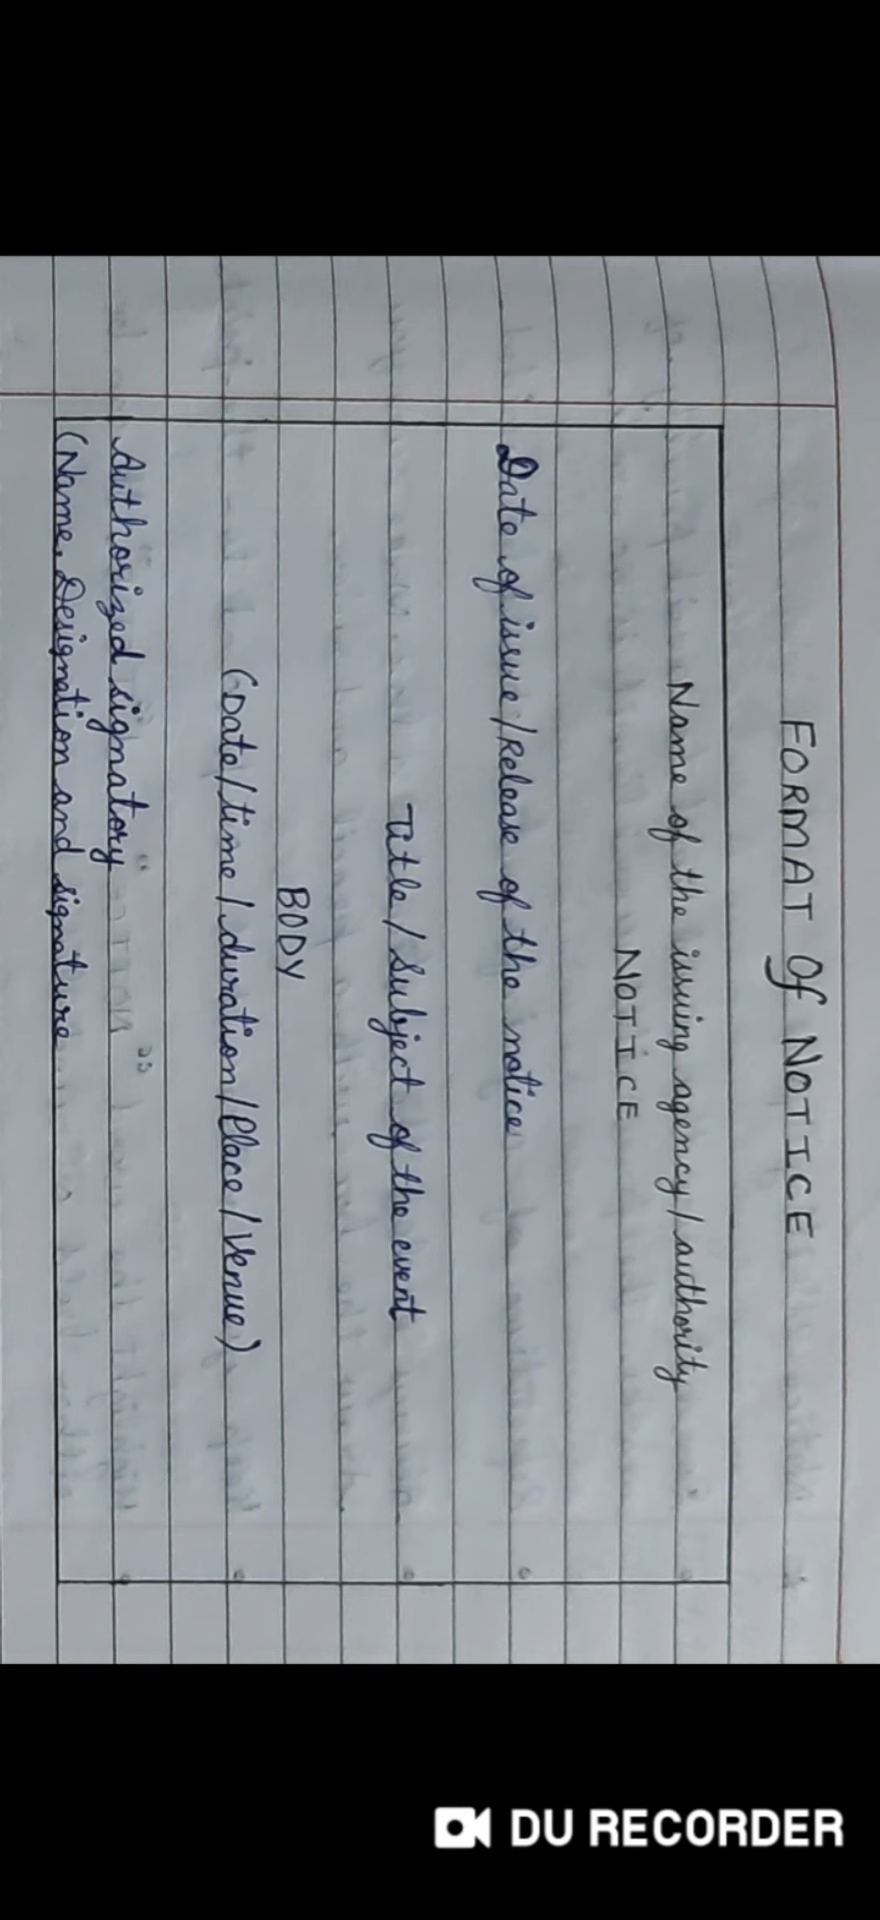 FORMAT Of NOTICE
Name of the issuing agency/authority
NOTICE
Date of issue/Release of the notice
Title/Subject of the event
BODY
(Date/time/duration/Place/Venue)
Authorized signatory
(Name, Designation and signature
DU RECORDER